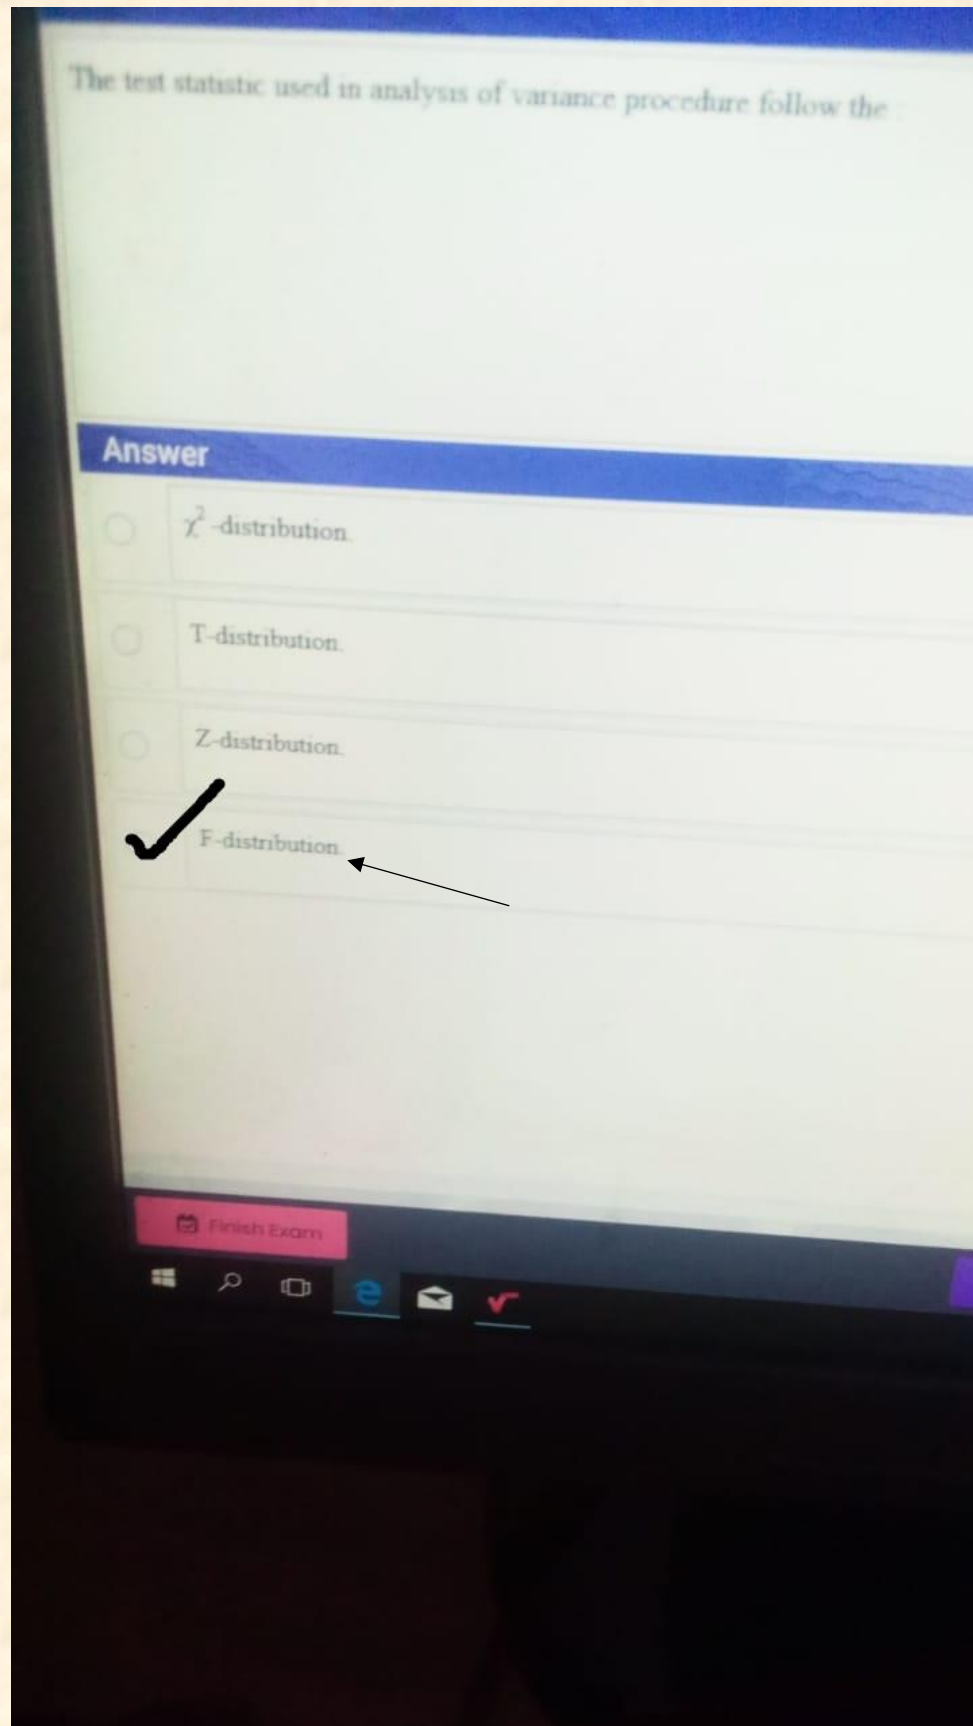 The test statistic used in analysis of variance procedure follow the :
Answer
χ² -distribution.
T-distribution.
Z-distribution.
F-distribution.
Finish Exam